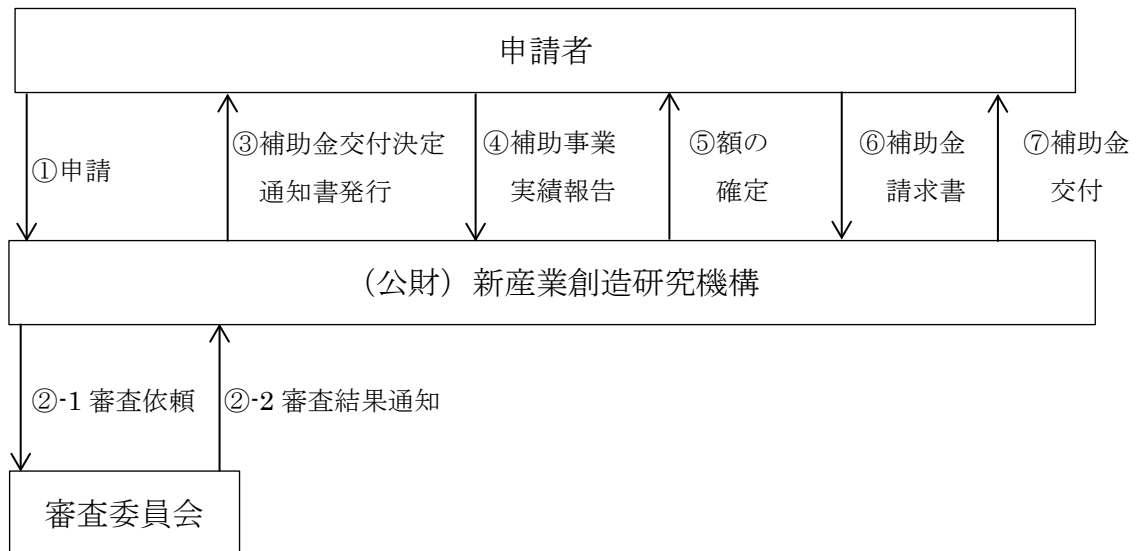 申請者
①申請
③補助金交付決定
通知書発行
④補助事業
実績報告
⑤額の
確定
⑥補助金
請求書
⑦補助金
交付
（公財）新産業創造研究機構
②-1 審査依頼
②-2 審査結果通知
審査委員会